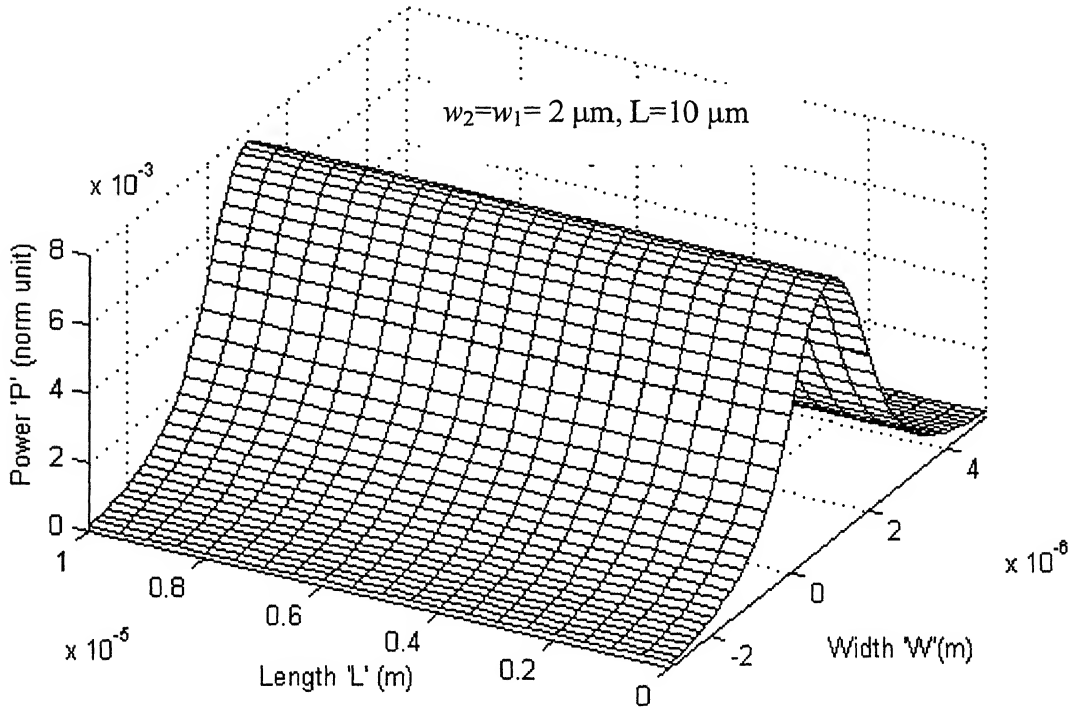 w₂=w₁= 2 µm, L=10 µm
x 10⁻³
Power 'P' (norm unit)
8
6
4
2
0
1
0.8
0.6
0.4
0.2
0
x 10⁻⁵
Length 'L' (m)
-2
0
2
4
x 10⁻⁶
Width 'W'(m)